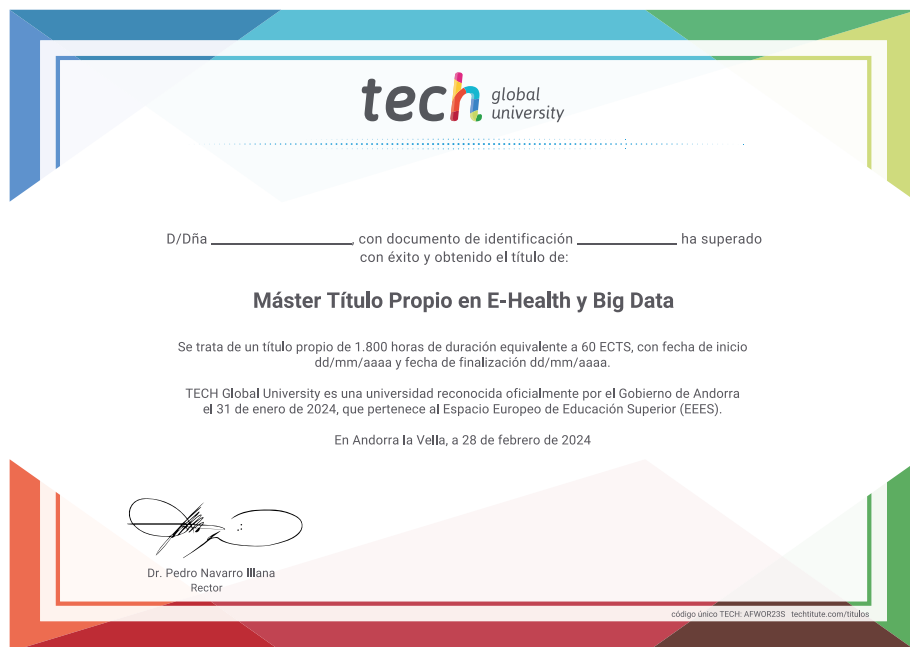 tech global
university
D/Dña ____________, con documento de identificación ____________ ha superado
con éxito y obtenido el título de:
Máster Título Propio en E-Health y Big Data
Se trata de un título propio de 1.800 horas de duración equivalente a 60 ECTS, con fecha de inicio
dd/mm/aaaa y fecha de finalización dd/mm/aaaa.
TECH Global University es una universidad reconocida oficialmente por el Gobierno de Andorra
el 31 de enero de 2024, que pertenece al Espacio Europeo de Educación Superior (EEES).
En Andorra la Vella, a 28 de febrero de 2024
Dr. Pedro Navarro Illana
Rector
código único TECH: AFWOR23S techtitute.com/titulos